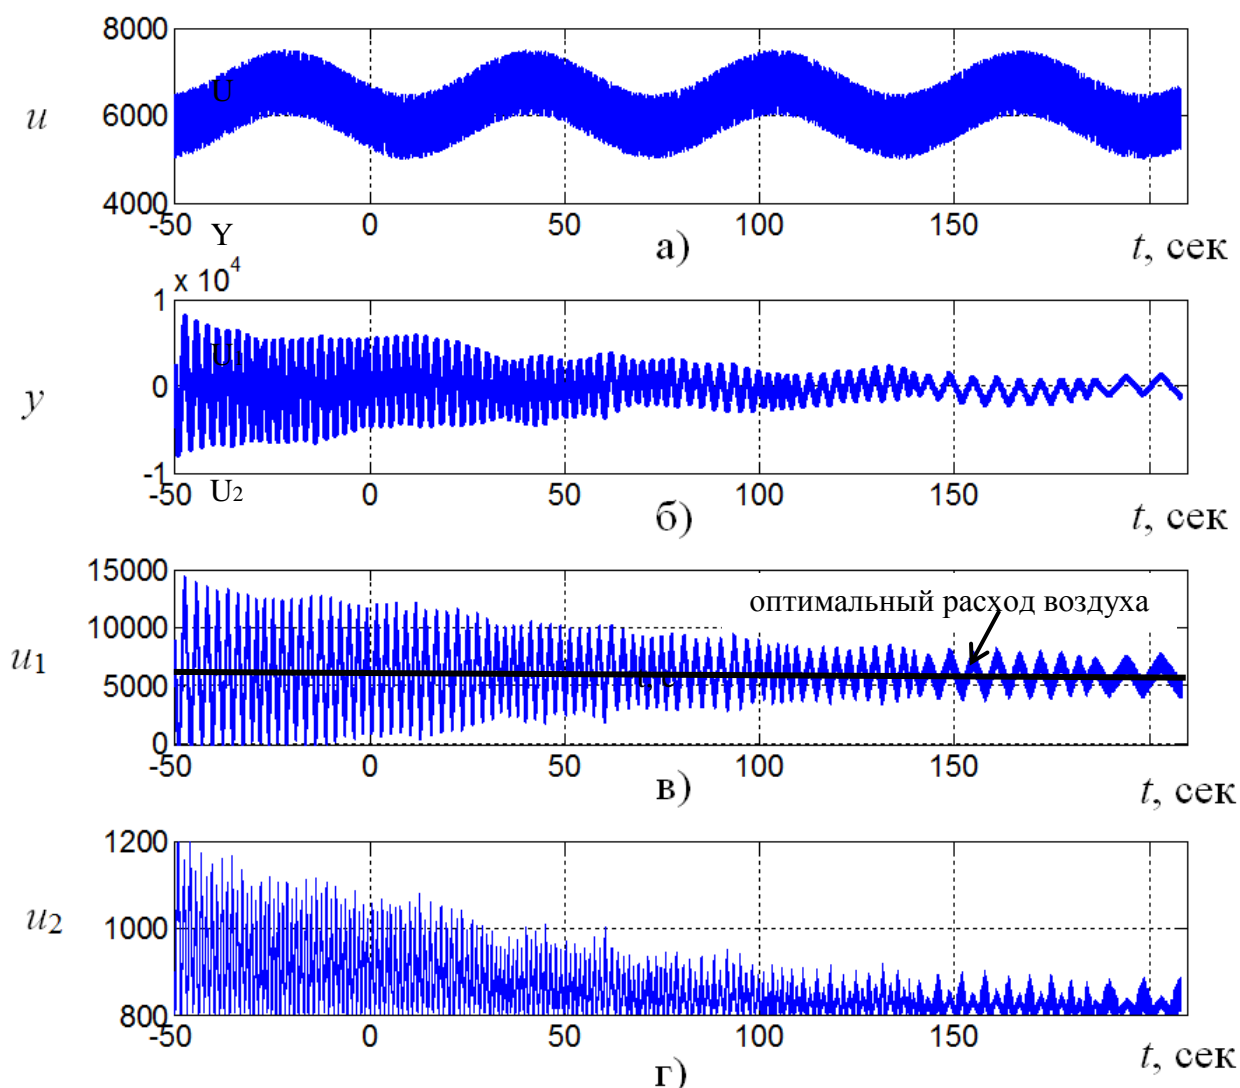 8000
u
U
6000
4000
-50 0 50 100 150
а)
t, сек
Y
x 10⁴
1
U
y
0
-1
-50 0 50 100 150
U2
б)
t, сек
15000
оптимальный расход воздуха
10000
u1
5000
0
-50 0 50 100 150
в)
t, сек
1200
u2
1000
800
-50 0 50 100 150
г)
t, сек